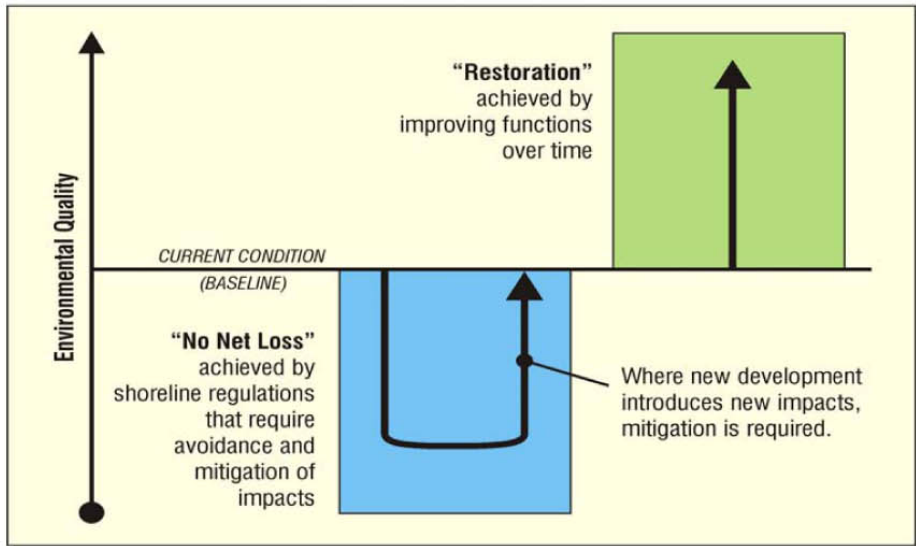 Environmental Quality
"Restoration"
achieved by
improving functions
over time
CURRENT CONDITION
(BASELINE)
"No Net Loss"
achieved by
shoreline regulations
that require
avoidance and
mitigation of
impacts
Where new development
introduces new impacts,
mitigation is required.